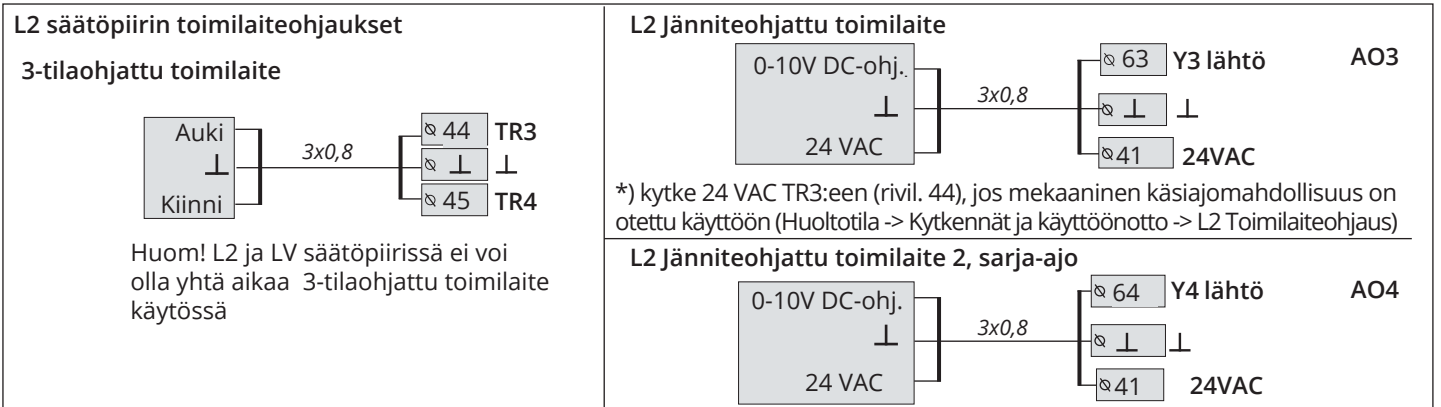 L2 säätöpiirin toimilaiteohjaukset
3-tilaohjattu toimilaite
Auki
⊥
Kiinni
3x0,8
44 TR3
⊥ ⊥
45 TR4
Huom! L2 ja LV säätöpiirissä ei voi
olla yhtä aikaa 3-tilaohjattu toimilaite
käytössä
L2 Jänniteohjattu toimilaite
0-10V DC-ohj.
⊥
24 VAC
3x0,8
63 Y3 lähtö AO3
⊥ ⊥
41 24VAC
*) kytke 24 VAC TR3:een (rivil. 44), jos mekaaninen käsiajomahdollisuus on
otettu käyttöön (Huoltotila -> Kytkennät ja käyttöönotto -> L2 Toimilaiteohjaus)
L2 Jänniteohjattu toimilaite 2, sarja-ajo
0-10V DC-ohj.
⊥
24 VAC
3x0,8
64 Y4 lähtö AO4
⊥ ⊥
41 24VAC